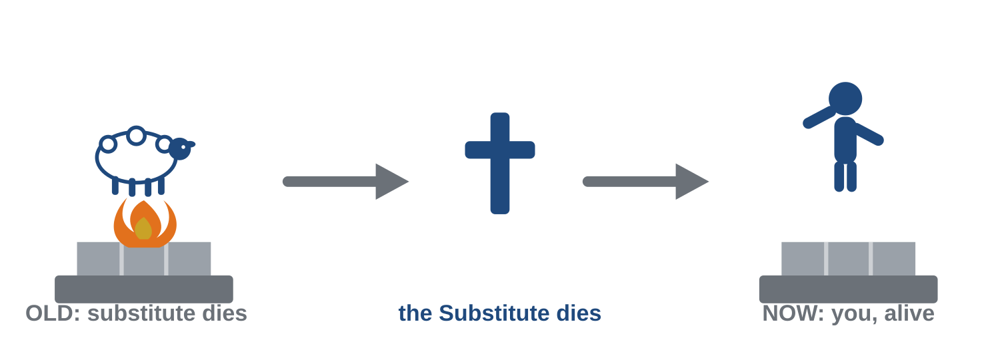 OLD: substitute dies
the Substitute dies
NOW: you, alive